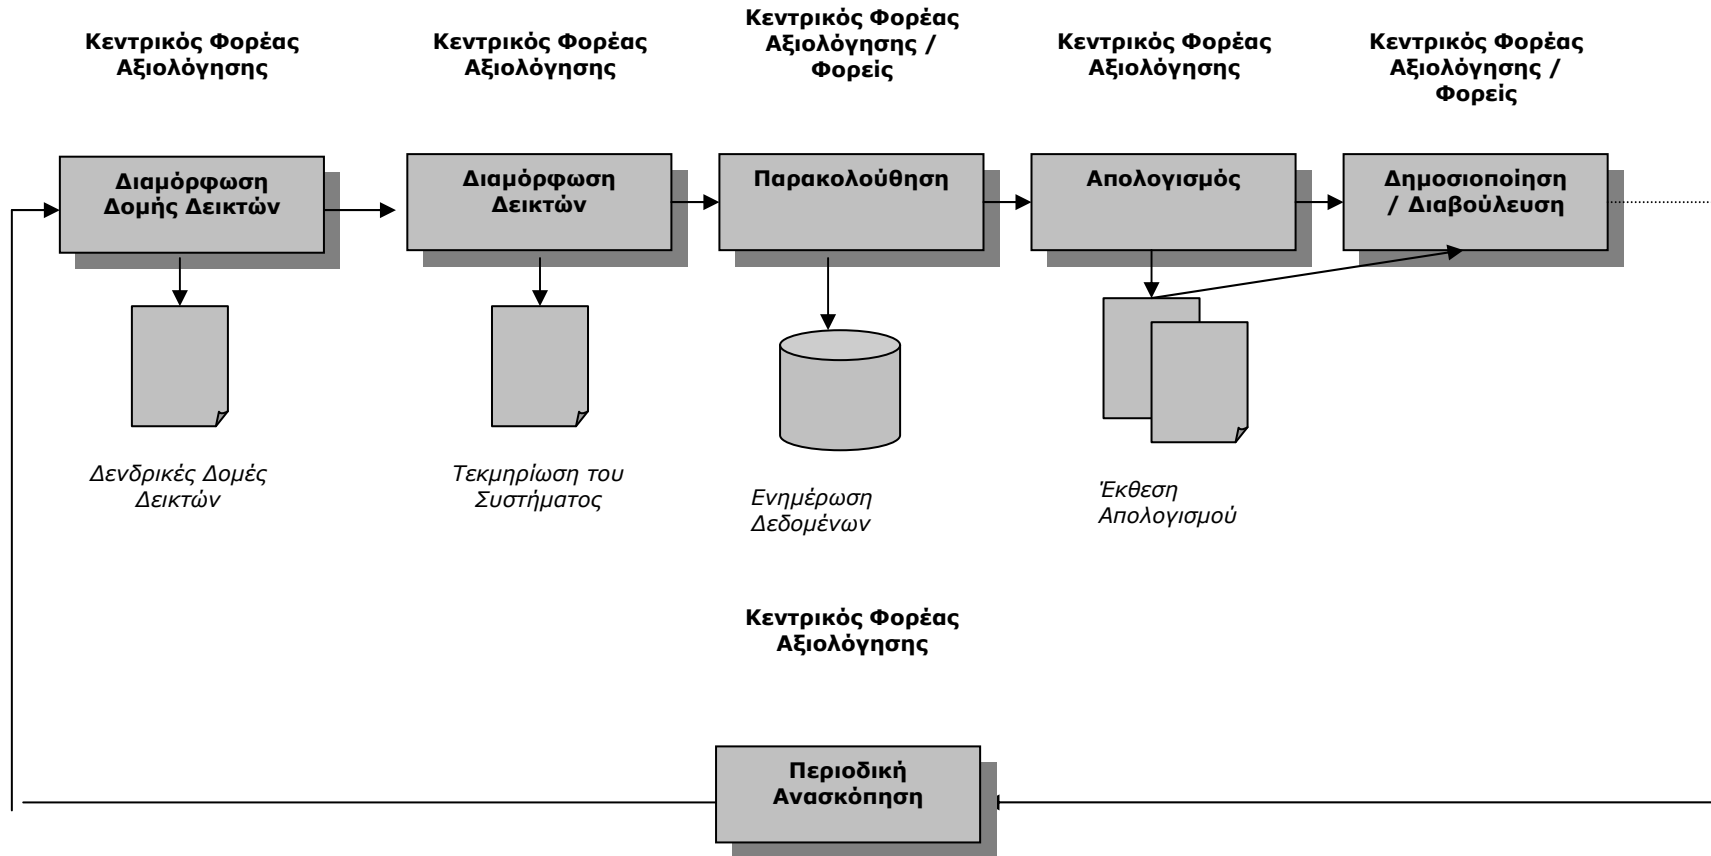 Κεντρικός Φορέας
Αξιολόγησης
Κεντρικός Φορέας
Αξιολόγησης
Κεντρικός Φορέας
Αξιολόγησης /
Φορείς
Κεντρικός Φορέας
Αξιολόγησης
Κεντρικός Φορέας
Αξιολόγησης /
Φορείς
Διαμόρφωση
Δομής Δεικτών
Διαμόρφωση
Δεικτών
Παρακολούθηση
Απολογισμός
Δημοσιοποίηση
/ Διαβούλευση
Δενδρικές Δομές
Δεικτών
Τεκμηρίωση του
Συστήματος
Ενημέρωση
Δεδομένων
Έκθεση
Απολογισμού
Κεντρικός Φορέας
Αξιολόγησης
Περιοδική
Ανασκόπηση